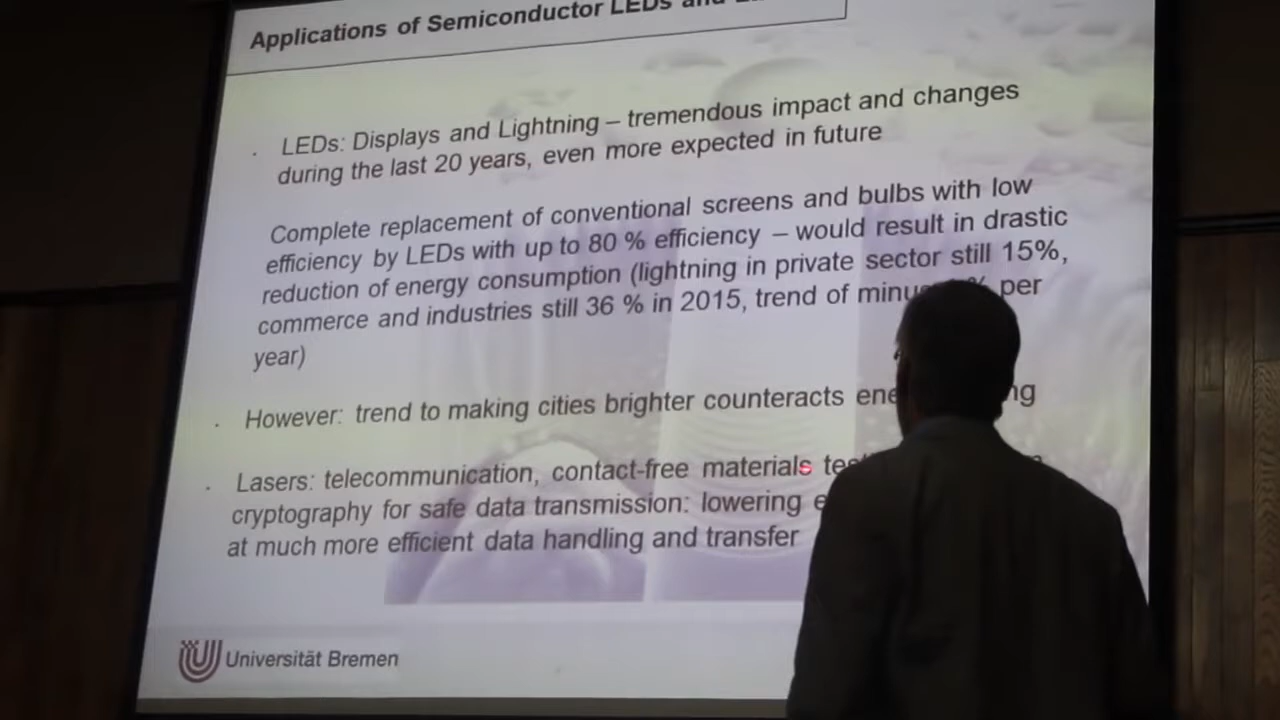 Applications of Semiconductor LEDs and
. LEDs: Displays and Lightning – tremendous impact and changes
during the last 20 years, even more expected in future
Complete replacement of conventional screens and bulbs with low
efficiency by LEDs with up to 80 % efficiency – would result in drastic
reduction of energy consumption (lightning in private sector still 15%,
commerce and industries still 36 % in 2015, trend of minus % per
year)
. However: trend to making cities brighter counteracts
. Lasers: telecommunication, contact-free materials
cryptography for safe data transmission: lowering
at much more efficient data handling and transfer
Universität Bremen